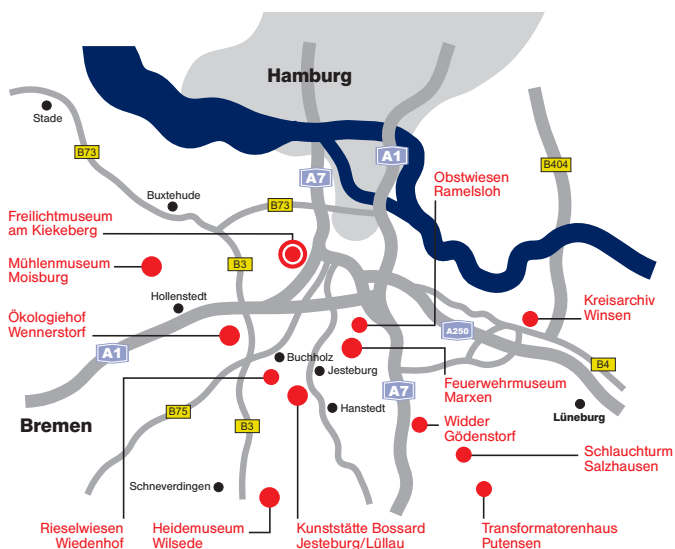 Hamburg
Stade
B73
A1
B404
A7
Obstwiesen
Ramelsloh
Buxtehude
B73
Freilichtmuseum
am Kiekeberg
Mühlenmuseum
Moisburg
B3
Hollenstedt
Kreisarchiv
Winsen
Ökologiehof
Wennerstorf
A250
A1
Buchholz
Jesteburg
B4
Feuerwehrmuseum
Marxen
A7
Hanstedt
B75
Bremen
B3
Lüneburg
Widder
Gödenstorf
Schlauchturm
Salzhausen
Schneverdingen
Rieselwiesen
Wiedenhof
Heidemuseum
Wilsede
Kunststätte Bossard
Jesteburg/Lüllau
Transformatorenhaus
Putensen